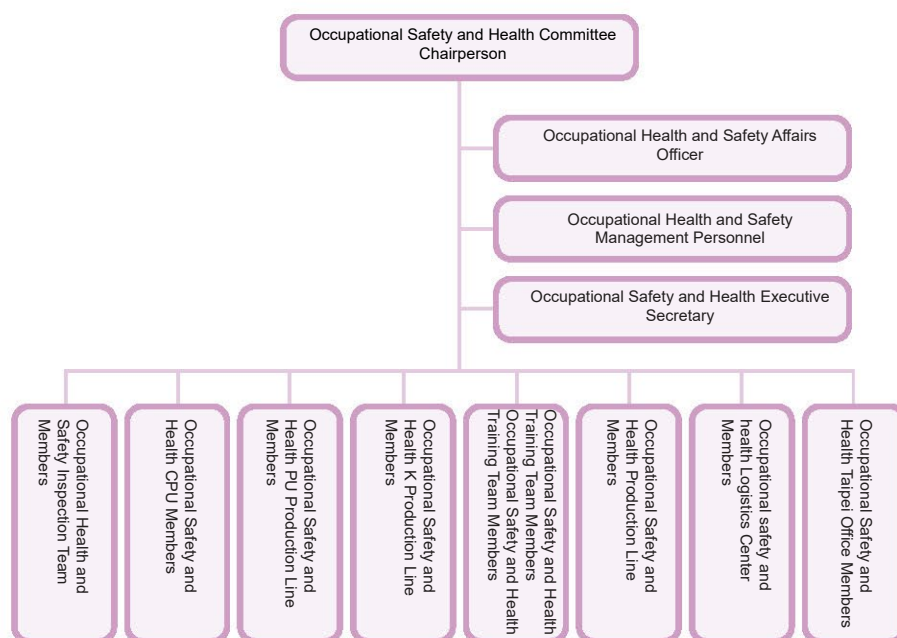 Occupational Safety and Health Committee
Chairperson
Occupational Health and Safety Affairs
Officer
Occupational Health and Safety
Management Personnel
Occupational Safety and Health Executive
Secretary
Occupational Health and
Safety Inspection Team
Members
Occupational Safety and
Health CPU Members
Occupational Safety and
Health PU Production Line
Members
Occupational Safety and
Health K Production Line
Members
Occupational Safety and Health
Training Team Members
Occupational Safety and Health
Training Team Members
Occupational Safety and
Health Production Line
Members
Occupational safety and
health Logistics Center
Members
Occupational Safety and
Health Taipei Office Members